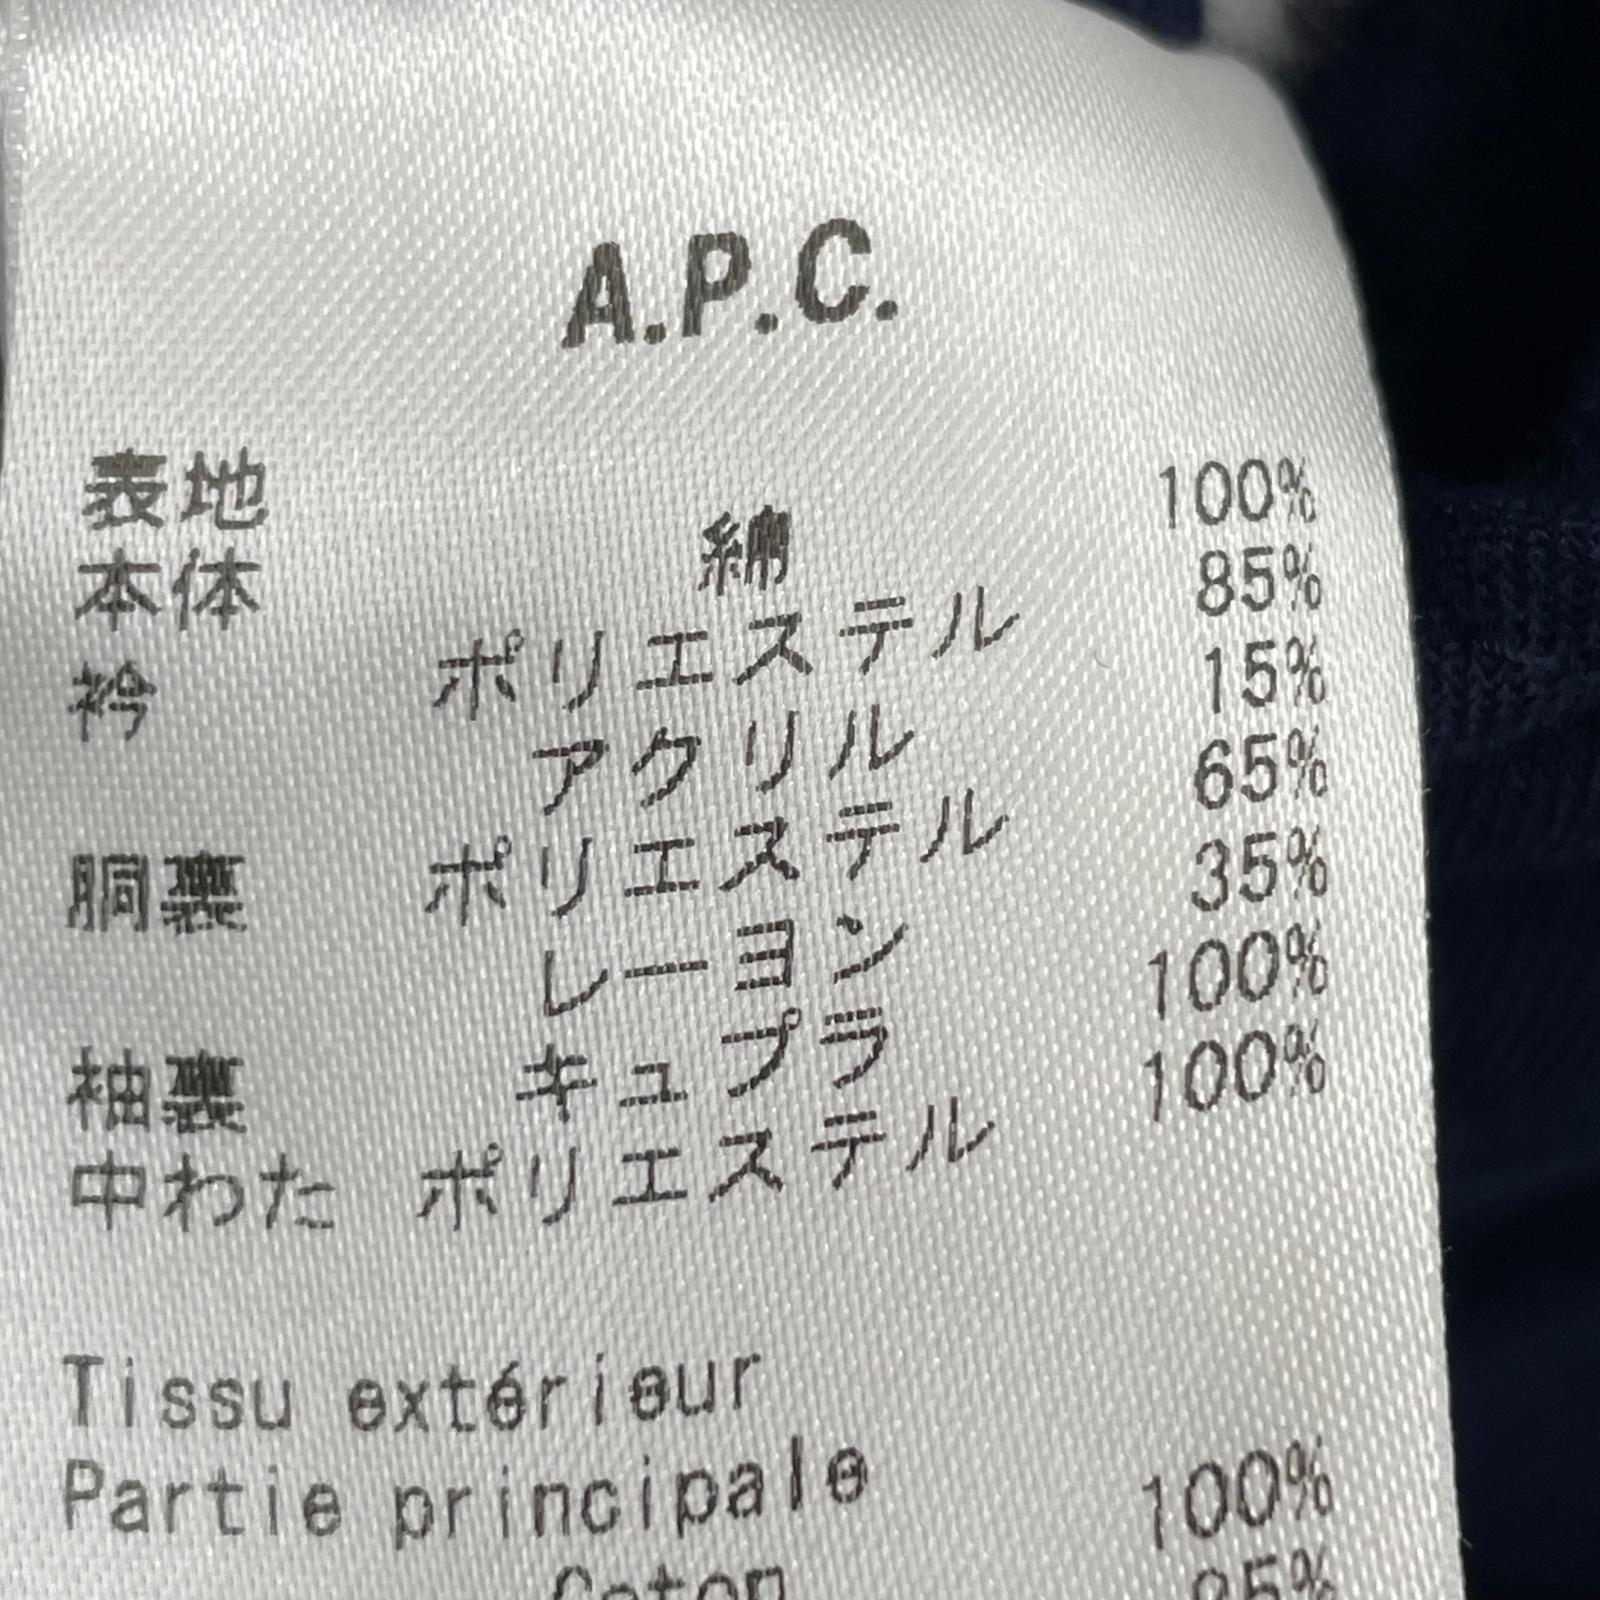 A.P.C.
表地
本体 綿 100%
衿 ポリエステル 85%
アクリル 15%
胴裏 ポリエステル 65%
レーヨン 35%
袖裏 キュプラ 100%
中わた ポリエステル 100%
Tissu extérieur
Partie principale
Coton 100%
85%